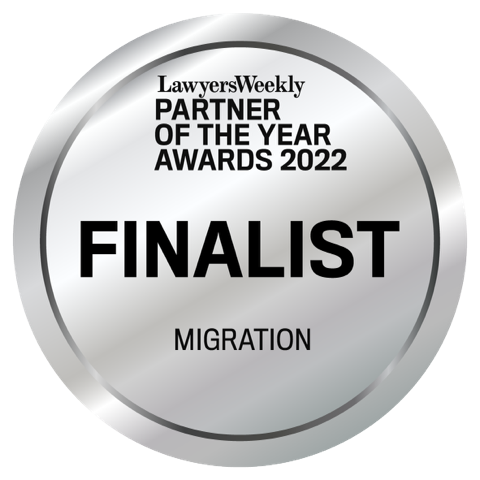 LawyersWeekly
PARTNER
OF THE YEAR
AWARDS 2022
FINALIST
MIGRATION